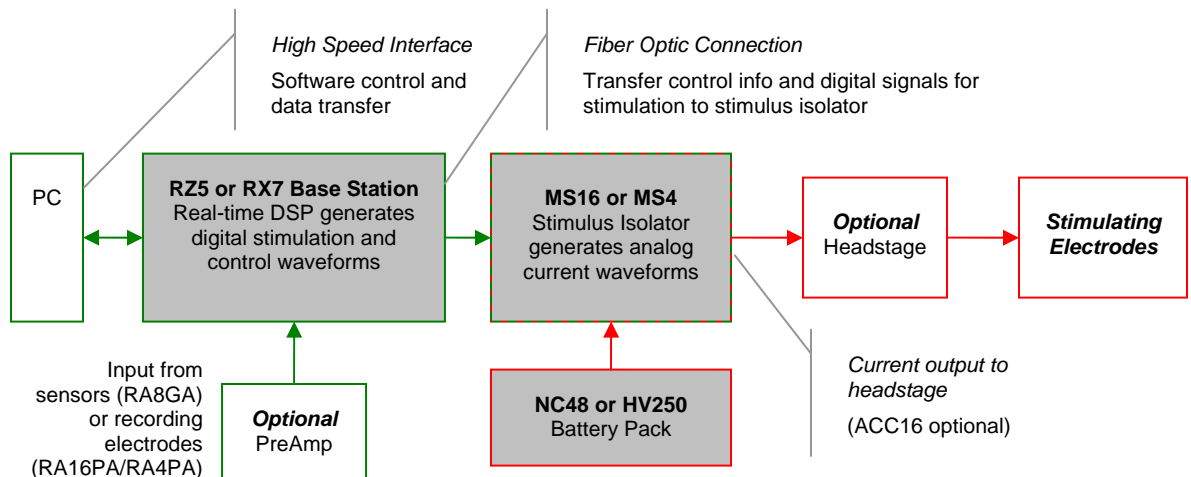 High Speed Interface
Software control and
data transfer
Fiber Optic Connection
Transfer control info and digital signals for
stimulation to stimulus isolator
PC
RZ5 or RX7 Base Station
Real-time DSP generates
digital stimulation and
control waveforms
MS16 or MS4
Stimulus Isolator
generates analog
current waveforms
Optional
Headstage
Stimulating
Electrodes
Input from
sensors (RA8GA)
or recording
electrodes
(RA16PA/RA4PA)
Optional
PreAmp
NC48 or HV250
Battery Pack
Current output to
headstage
(ACC16 optional)